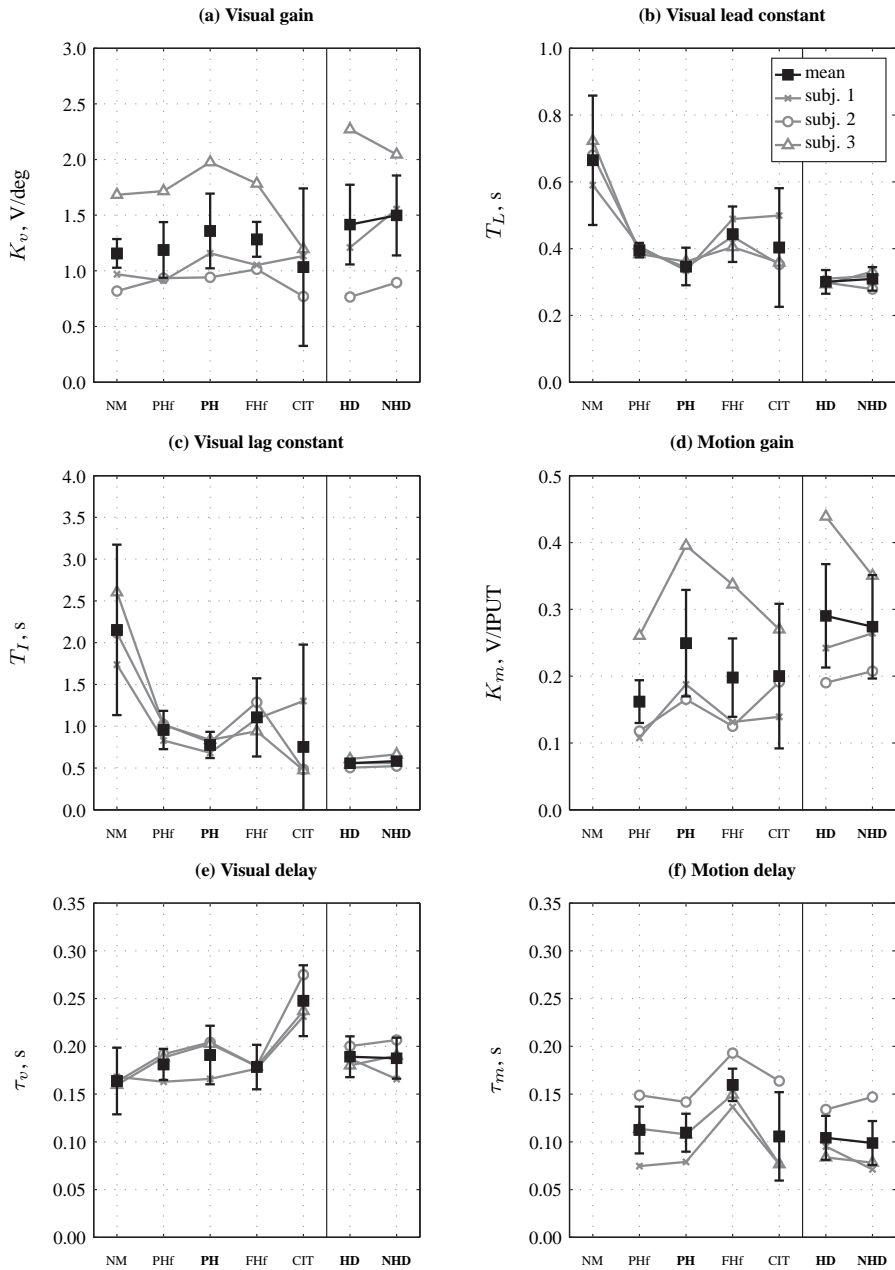 (a) Visual gain
3.0
2.5
2.0
1.5
1.0
0.5
0.0
K_v, V/deg
NM PHf PH FHf CIT HD NHD
(b) Visual lead constant
1.0
0.8
0.6
0.4
0.2
0.0
T_L, s
mean
subj. 1
subj. 2
subj. 3
NM PHf PH FHf CIT HD NHD
(c) Visual lag constant
4.0
3.5
3.0
2.5
2.0
1.5
1.0
0.5
0.0
T_I, s
NM PHf PH FHf CIT HD NHD
(d) Motion gain
0.5
0.4
0.3
0.2
0.1
0.0
K_m, V/IPUT
NM PHf PH FHf CIT HD NHD
(e) Visual delay
0.35
0.30
0.25
0.20
0.15
0.10
0.05
0.00
τ_v, s
NM PHf PH FHf CIT HD NHD
(f) Motion delay
0.35
0.30
0.25
0.20
0.15
0.10
0.05
0.00
τ_m, s
NM PHf PH FHf CIT HD NHD